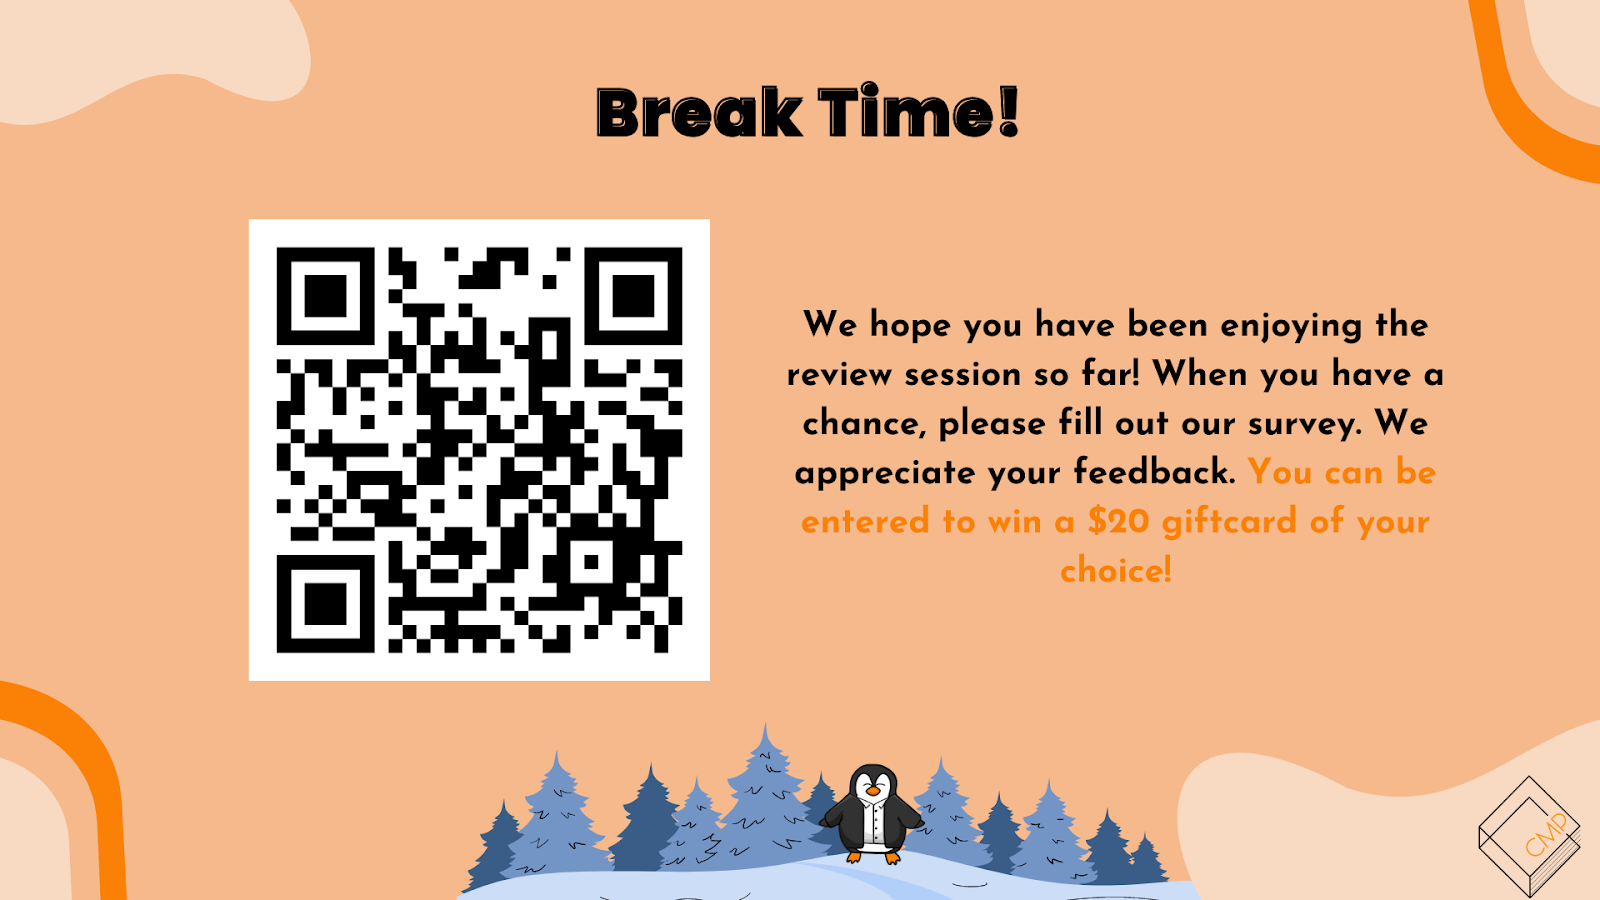 Break Time!
We hope you have been enjoying the
review session so far! When you have a
chance, please fill out our survey. We
appreciate your feedback. You can be
entered to win a $20 giftcard of your
choice!
CMP